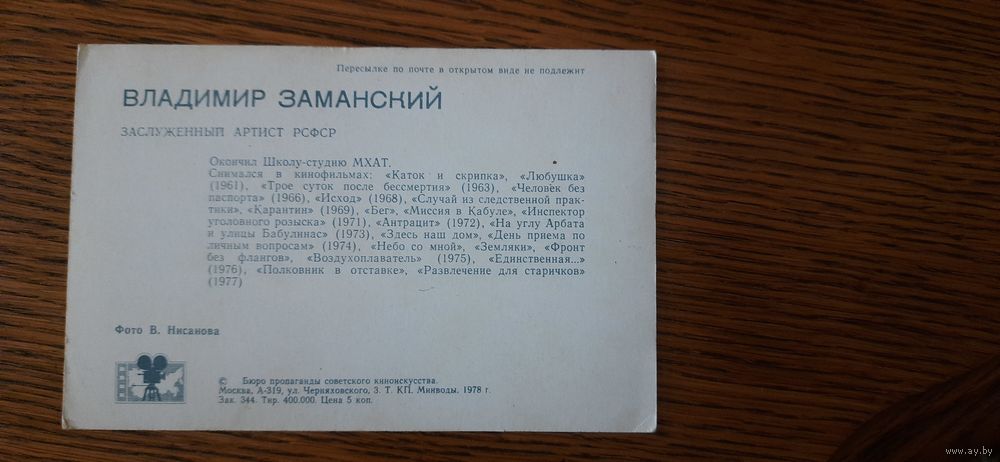 Пересылке по почте в открытом виде не подлежит
ВЛАДИМИР ЗАМАНСКИЙ
ЗАСЛУЖЕННЫЙ АРТИСТ РСФСР
Окончил Школу-студию МХАТ.
Снимался в кинофильмах: «Каток и скрипка», «Любушка»
(1961), «Трое суток после бессмертия» (1963), «Человек без
паспорта» (1966), «Исход» (1968), «Случай из следственной прак-
тики», «Карантин» (1969), «Бег», «Миссия в Кабуле», «Инспектор
уголовного розыска» (1971), «Антрацит» (1972), «На углу Арбата
и улицы Бабулинас» (1973), «Здесь наш дом», «День приема по
личным вопросам» (1974), «Небо со мной», «Земляки», «Фронт
без флангов», «Воздухоплаватель» (1975), «Единственная...»
(1976), «Полковник в отставке», «Развлечение для старичков»
(1977)
Фото В. Нисанова
© Бюро пропаганды советского киноискусства.
Москва, А-319, ул. Черняховского, 3. Т. КП. Минводы. 1978 г.
Зак. 344. Тир. 400.000. Цена 5 коп.
www.ay.by